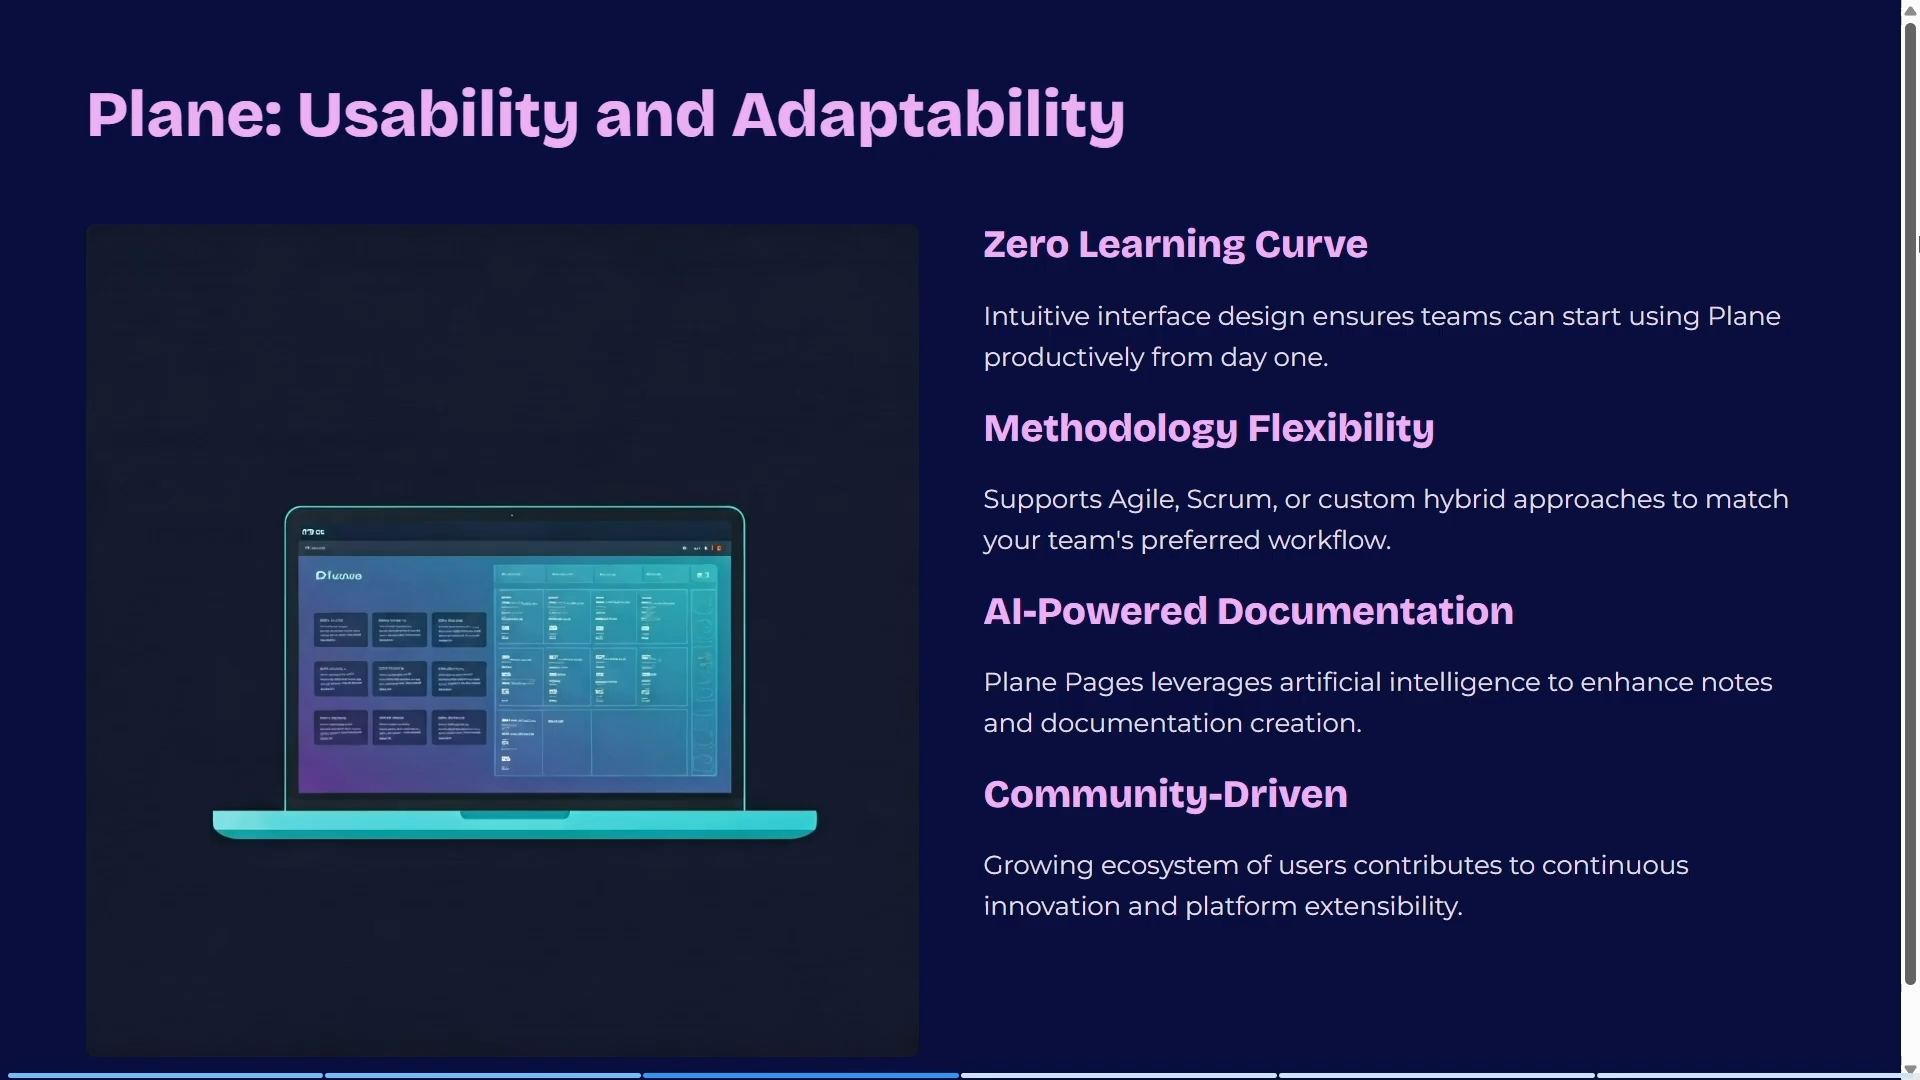 Plane: Usability and Adaptability
Zero Learning Curve
Intuitive interface design ensures teams can start using Plane
productively from day one.
Methodology Flexibility
Supports Agile, Scrum, or custom hybrid approaches to match
your team's preferred workflow.
AI-Powered Documentation
Plane Pages leverages artificial intelligence to enhance notes
and documentation creation.
Community-Driven
Growing ecosystem of users contributes to continuous
innovation and platform extensibility.